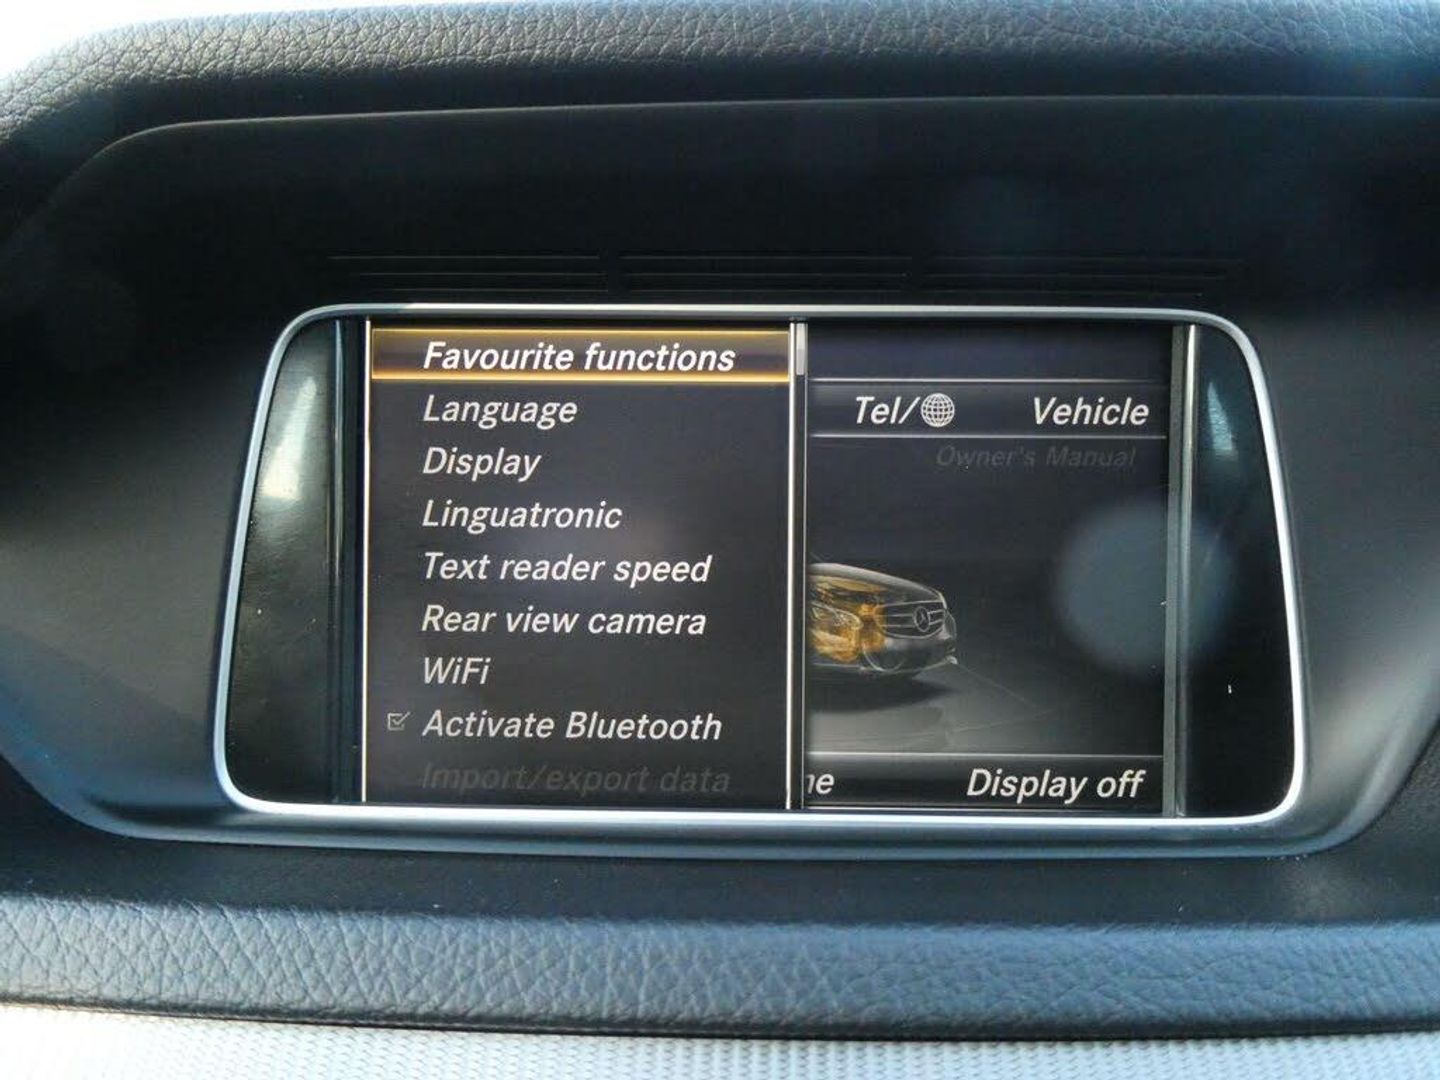 Favourite functions
Language
Display
Linguatronic
Text reader speed
Rear view camera
WiFi
Activate Bluetooth
Import/export data
Tel/ Vehicle
Owner's Manual
Display off